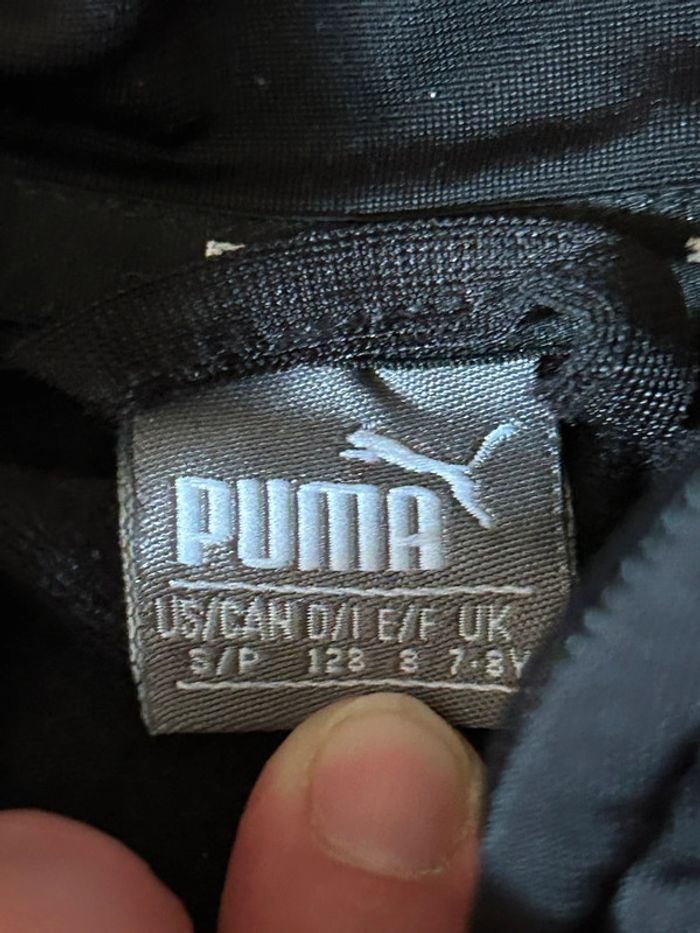 PUMA
US/CAN D/I E/F UK
S/P 128 8 7-8Y